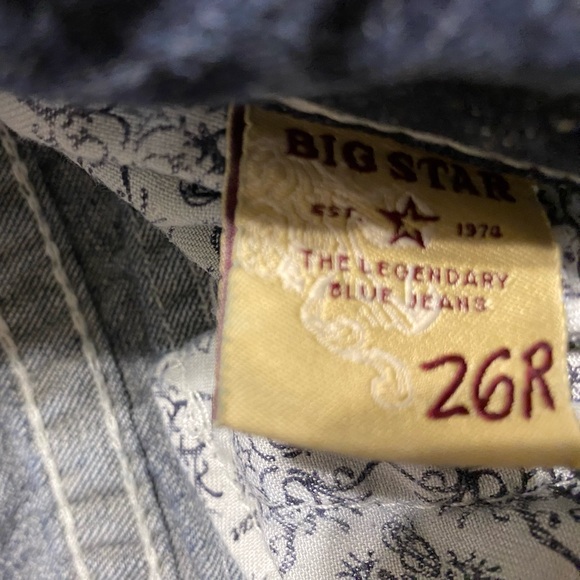 BIG STAR
EST. 1974
THE LEGENDARY
BLUE JEANS
26R